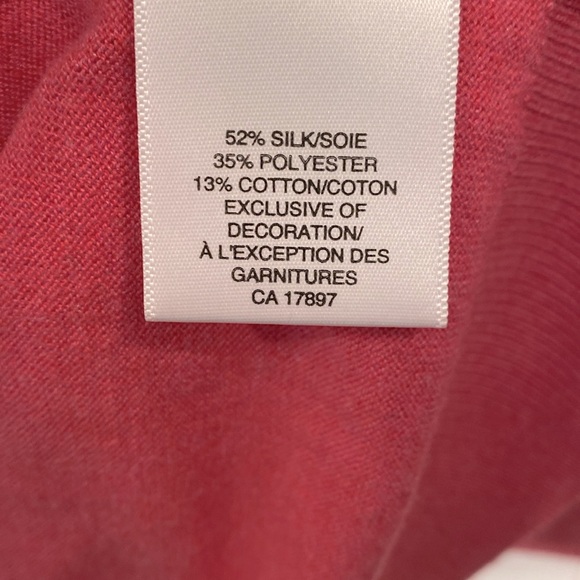 52% SILK/SOIE
35% POLYESTER
13% COTTON/COTON
EXCLUSIVE OF
DECORATION/
À L'EXCEPTION DES
GARNITURES
CA 17897